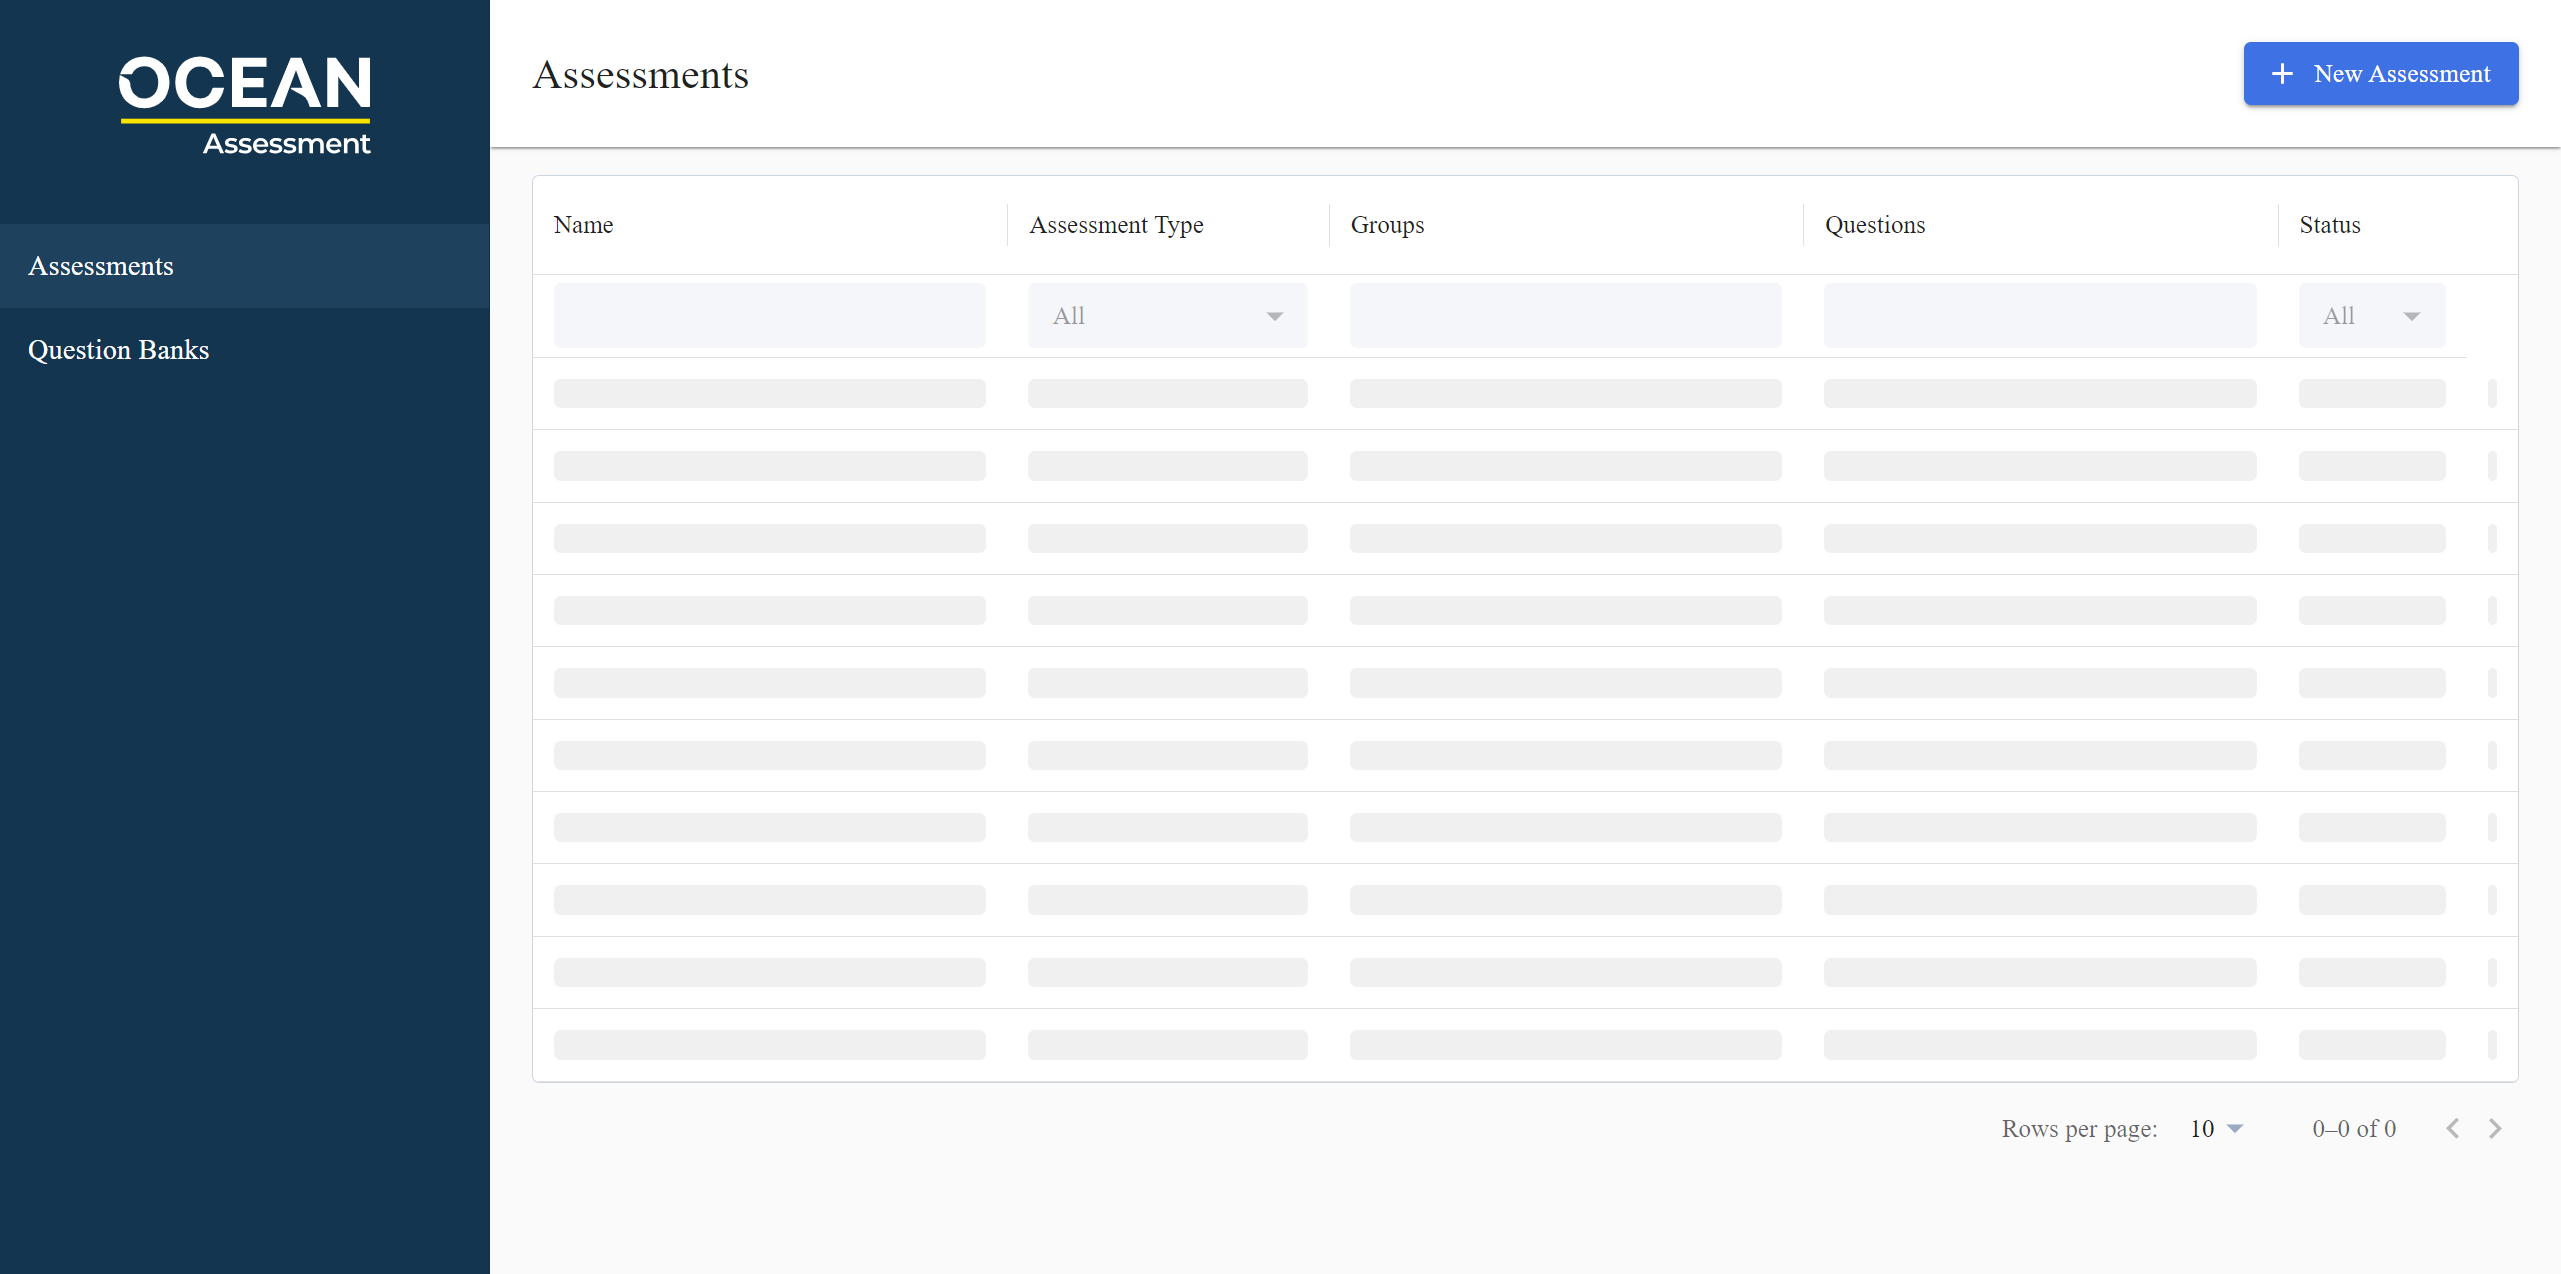 OCEAN
Assessment
Assessments
Question Banks
Assessments
New Assessment
Name Assessment Type Groups Questions Status
All All
Rows per page: 10 0–0 of 0